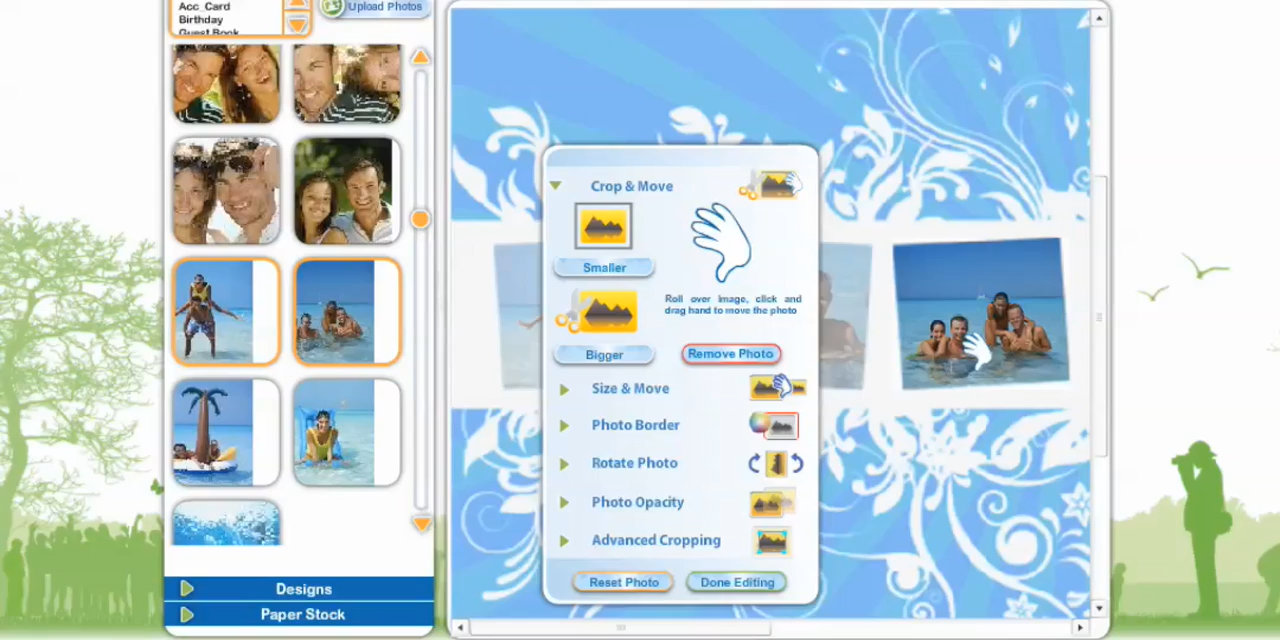 Acc_Card
Birthday
Guest Book
Upload Photos
Crop & Move
Smaller
Roll over image, click and
drag hand to move the photo
Bigger
Remove Photo
Size & Move
Photo Border
Rotate Photo
Photo Opacity
Advanced Cropping
Reset Photo
Done Editing
Designs
Paper Stock